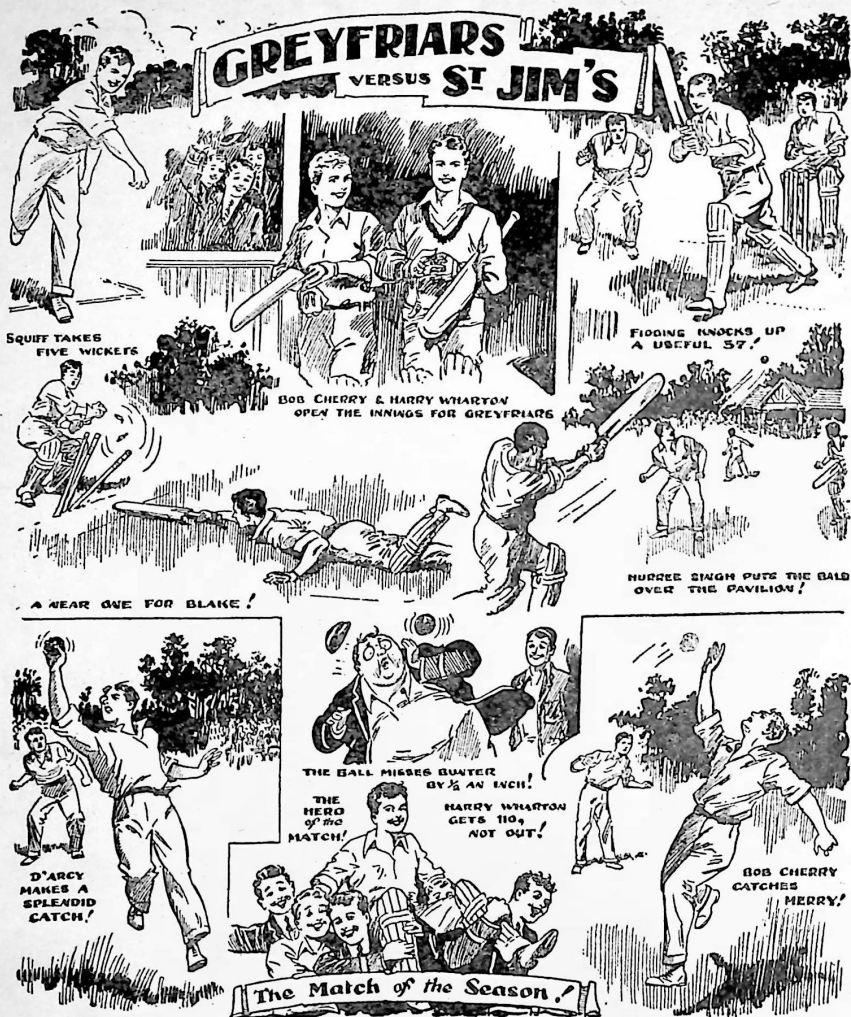 GREYFRIARS
VERSUS ST JIM'S
SQUIFF TAKES
FIVE WICKETS
BOB CHERRY & HARRY WHARTON
OPEN THE INNINGS FOR GREYFRIARS
FIGGINS KNOCKS UP
A USEFUL 57!
A NEAR ONE FOR BLAKE!
HURREE SINGH PUTS THE BALL
OVER THE PAVILION!
D'ARCY
MAKES A
SPLENDID
CATCH!
THE BALL MISSES BUNTER
BY ½ AN INCH!
THE
HERO
of the
MATCH!
HARRY WHARTON
GETS 110,
NOT OUT!
BOB CHERRY
CATCHES
MERRY!
The Match of the Season!